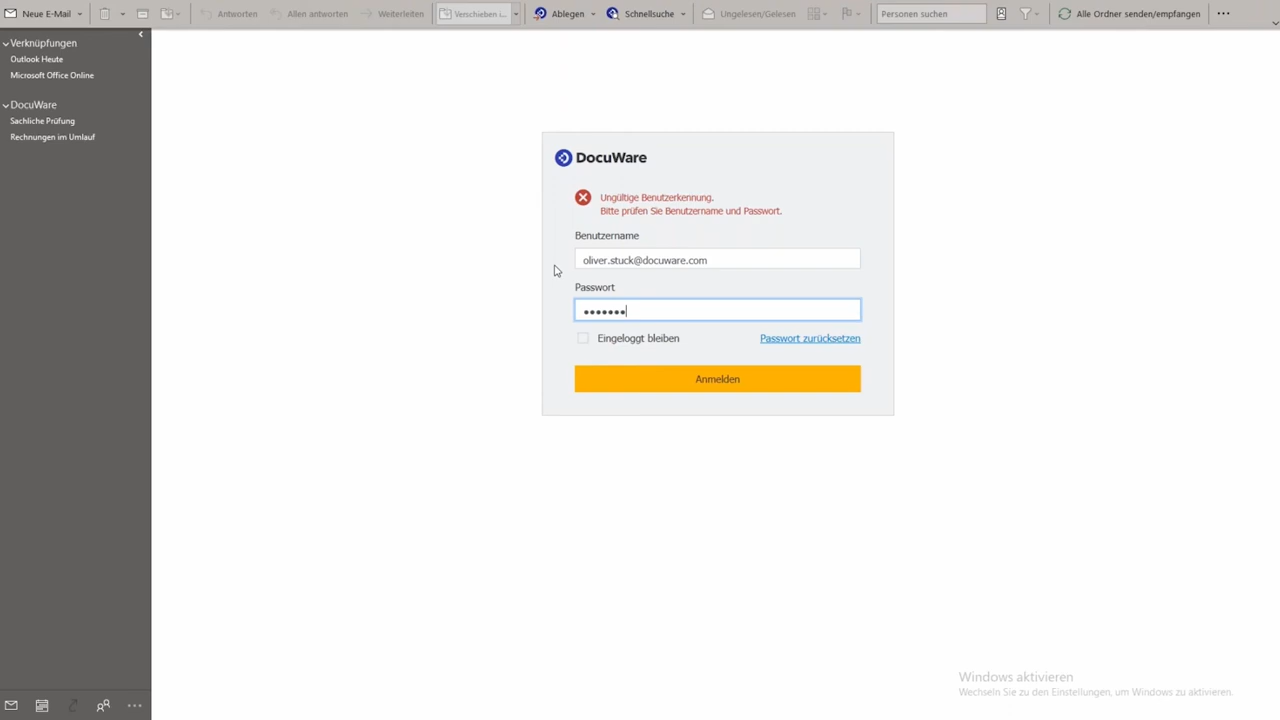 Neue E-Mail
Antworten
Allen antworten
Weiterleiten
Verschieben i...
Ablegen
Schnellsuche
Ungelesen/Gelesen
Personen suchen
Alle Ordner senden/empfangen
Verknüpfungen
Outlook Heute
Microsoft Office Online
DocuWare
Sachliche Prüfung
Rechnungen im Umlauf
DocuWare
Ungültige Benutzerkennung.
Bitte prüfen Sie Benutzername und Passwort.
Benutzername
oliver.stuck@docuware.com
Passwort
•••••••
Eingeloggt bleiben
Passwort zurücksetzen
Anmelden
Windows aktivieren
Wechseln Sie zu den Einstellungen, um Windows zu aktivieren.